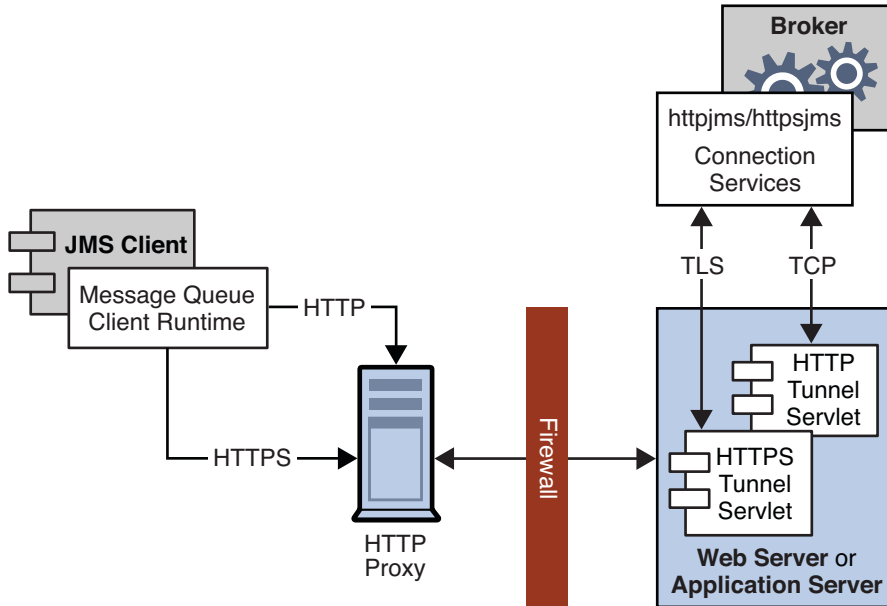 Broker
httpjms/httpsjms
Connection
Services
JMS Client
Message Queue
Client Runtime
HTTP
HTTPS
HTTP
Proxy
Firewall
TLS
TCP
HTTP
Tunnel
Servlet
HTTPS
Tunnel
Servlet
Web Server or
Application Server